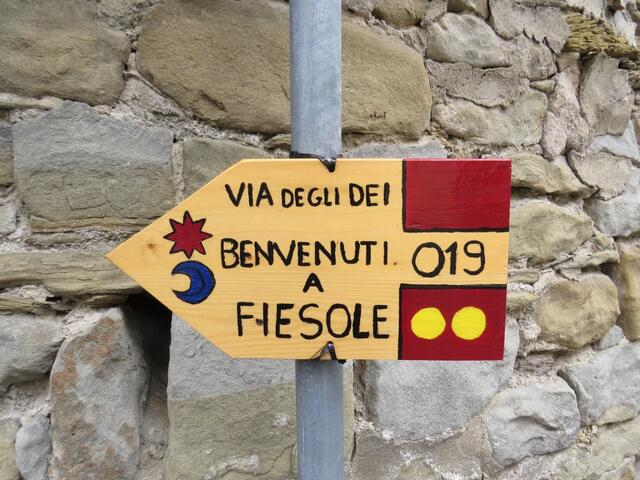 VIA DEGLI DEI
BENVENUTI 019
A
FIESOLE